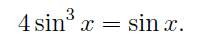 4 sin³ x = sin x.